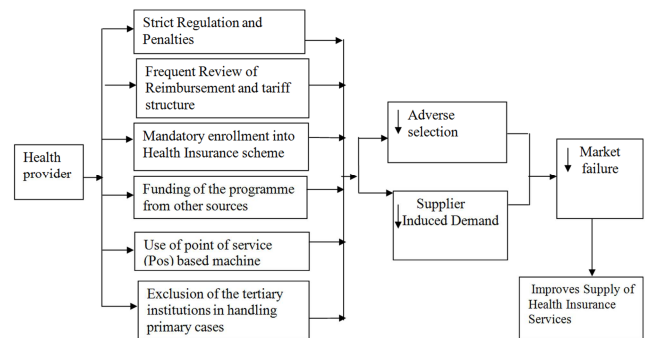 Health
provider
Strict Regulation and
Penalties
Frequent Review of
Reimbursement and tariff
structure
Mandatory enrollment into
Health Insurance scheme
Funding of the programme
from other sources
Use of point of service
(Pos) based machine
Exclusion of the tertiary
institutions in handling
primary cases
Adverse
selection
Supplier
Induced Demand
Market
failure
Improves Supply of
Health Insurance
Services